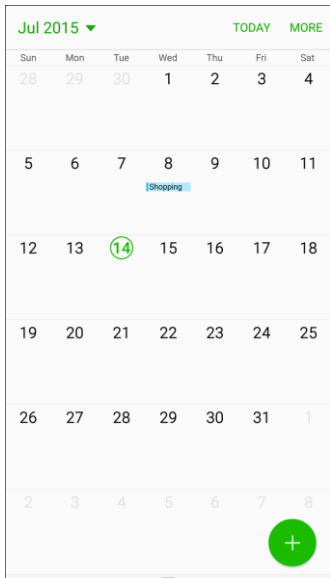 Jul 2015 TODAY MORE
Sun Mon Tue Wed Thu Fri Sat
28 29 30 1 2 3 4
5 6 7 8 9 10 11
Shopping
12 13 14 15 16 17 18
19 20 21 22 23 24 25
26 27 28 29 30 31 1
2 3 4 5 6 7 8